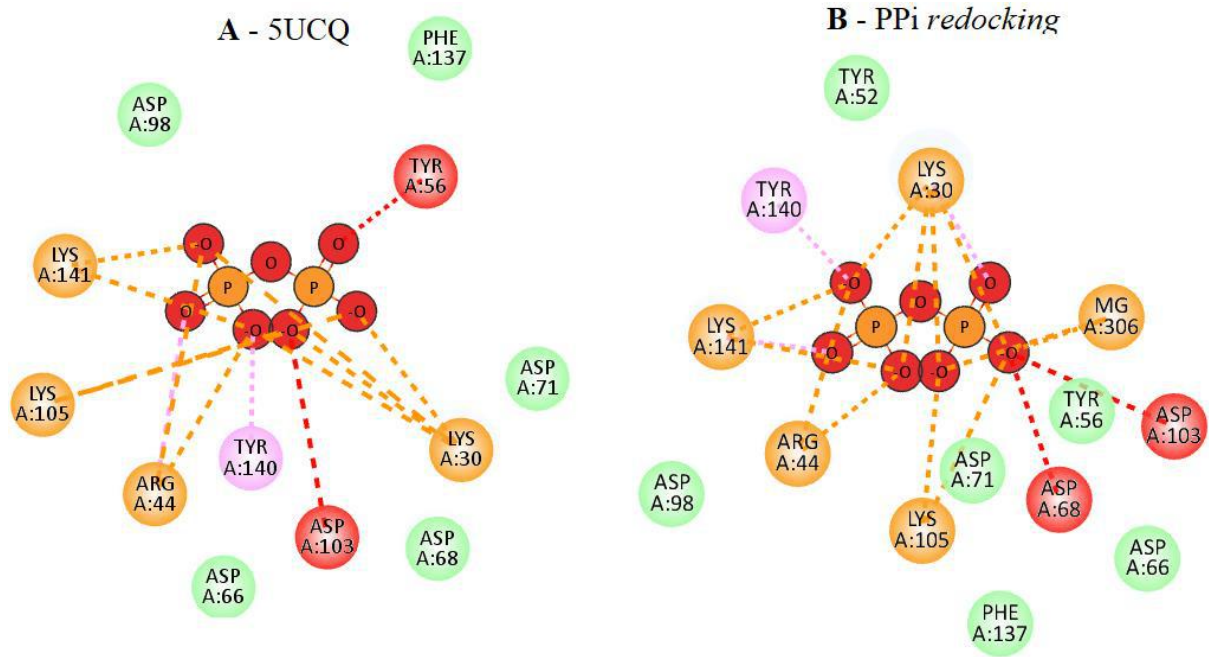 A - 5UCQ
PHE
A:137
ASP
A:98
TYR
A:56
-O
O
O
LYS
A:141
P
P
O
-O
-O
-O
ASP
A:71
LYS
A:105
TYR
A:140
LYS
A:30
ARG
A:44
ASP
A:103
ASP
A:68
ASP
A:66
B - PPi redocking
TYR
A:52
LYS
A:30
TYR
A:140
-O
O
O
MG
A:306
LYS
A:141
P
P
O
-O
-O
-O
TYR
A:56
ASP
A:103
ARG
A:44
ASP
A:71
ASP
A:98
ASP
A:68
LYS
A:105
ASP
A:66
PHE
A:137